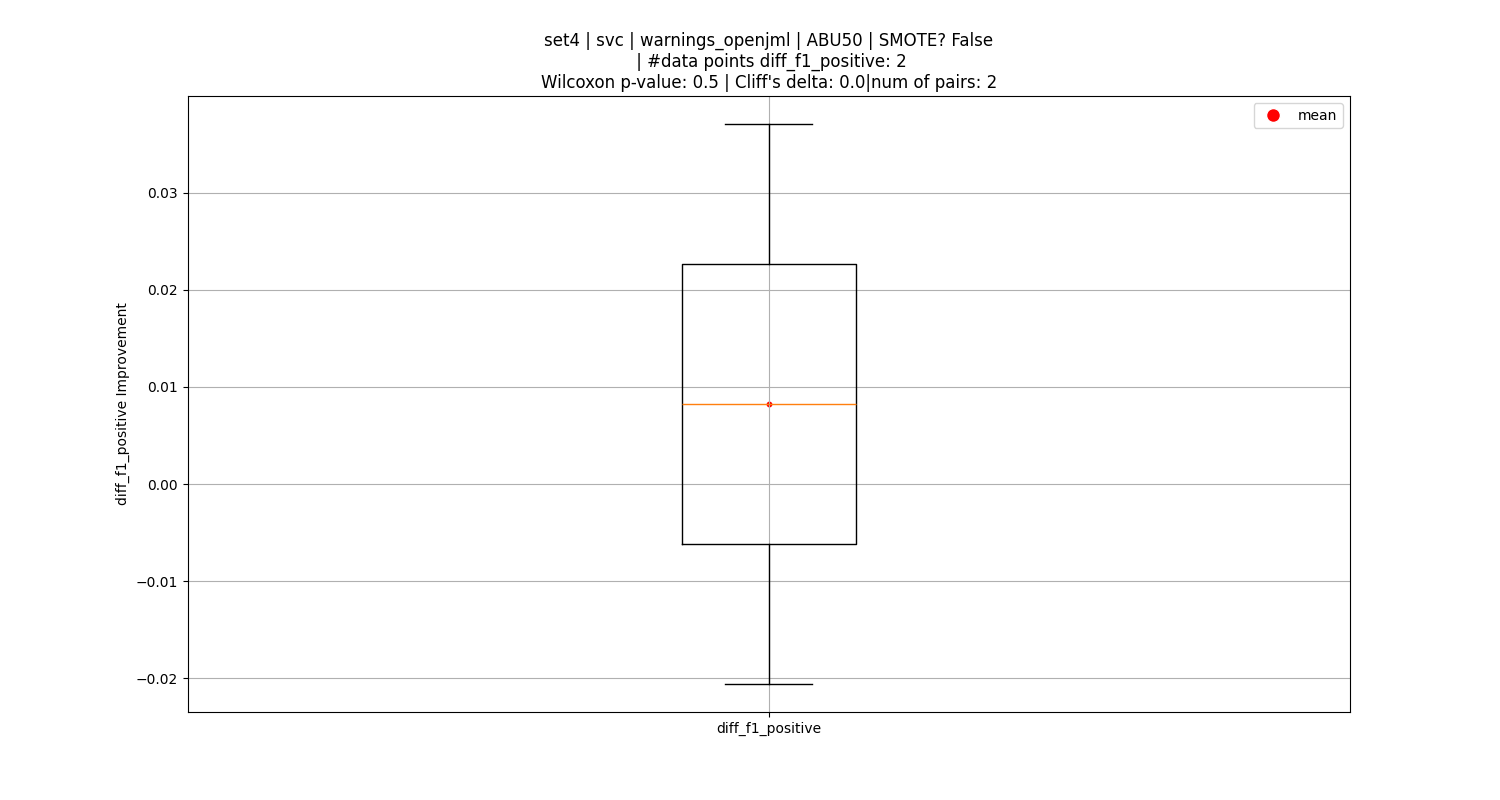 set4 | svc | warnings_openjml | ABU50 | SMOTE? False
| #data points diff_f1_positive: 2
Wilcoxon p-value: 0.5 | Cliff's delta: 0.0|num of pairs: 2
mean
0.03
0.02
0.01
0.00
−0.01
−0.02
diff_f1_positive Improvement
diff_f1_positive